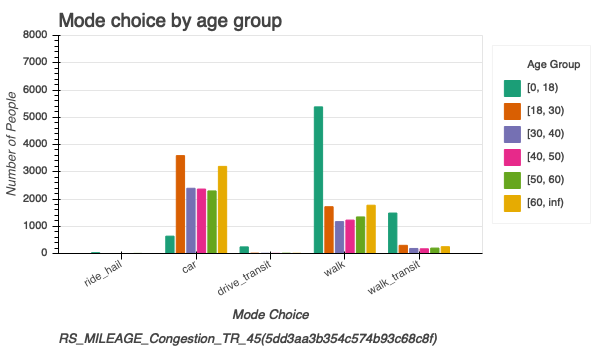 Mode choice by age group
8000
7000
6000
5000
4000
3000
2000
1000
0
Number of People
ride_hail
car
drive_transit
walk
walk_transit
Mode Choice
Age Group
[0, 18)
[18, 30)
[30, 40)
[40, 50)
[50, 60)
[60, inf)
RS_MILEAGE_Congestion_TR_45(5dd3aa3b354c574b93c68c8f)